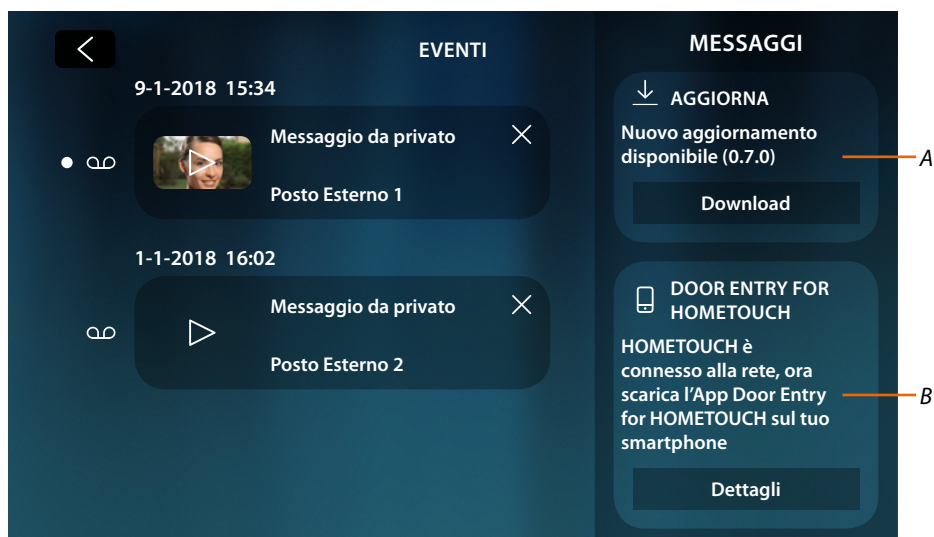 EVENTI
9-1-2018 15:34
Messaggio da privato
Posto Esterno 1
1-1-2018 16:02
Messaggio da privato
Posto Esterno 2
MESSAGGI
AGGIORNA
Nuovo aggiornamento
disponibile (0.7.0)
Download
A
DOOR ENTRY FOR
HOMETOUCH
HOMETOUCH è
connesso alla rete, ora
scarica l'App Door Entry
for HOMETOUCH sul tuo
smartphone
Dettagli
B